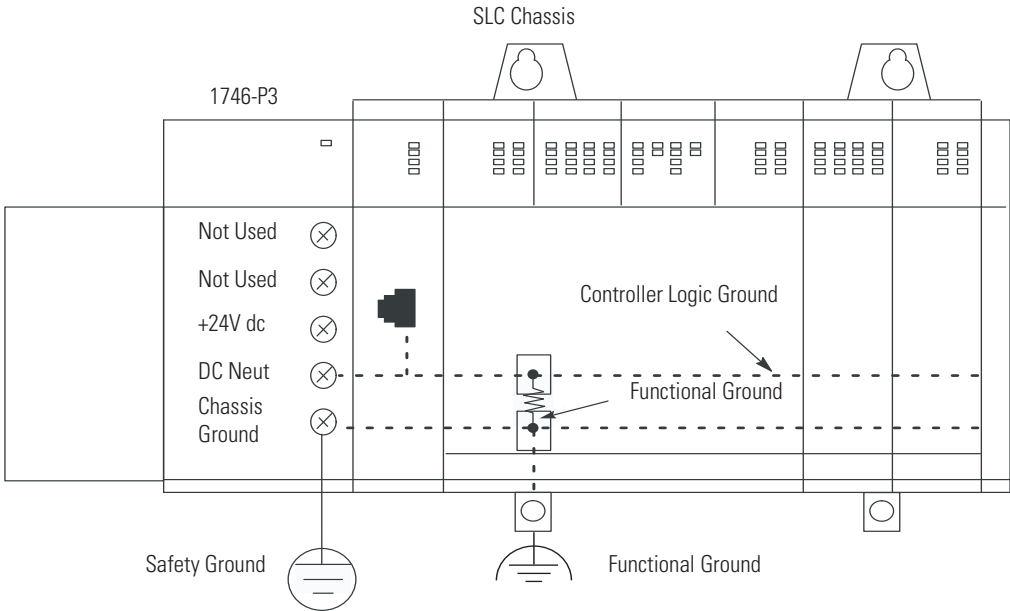 SLC Chassis
1746-P3
Not Used
Not Used
+24V dc
DC Neut
Chassis
Ground
Controller Logic Ground
Functional Ground
Safety Ground
Functional Ground